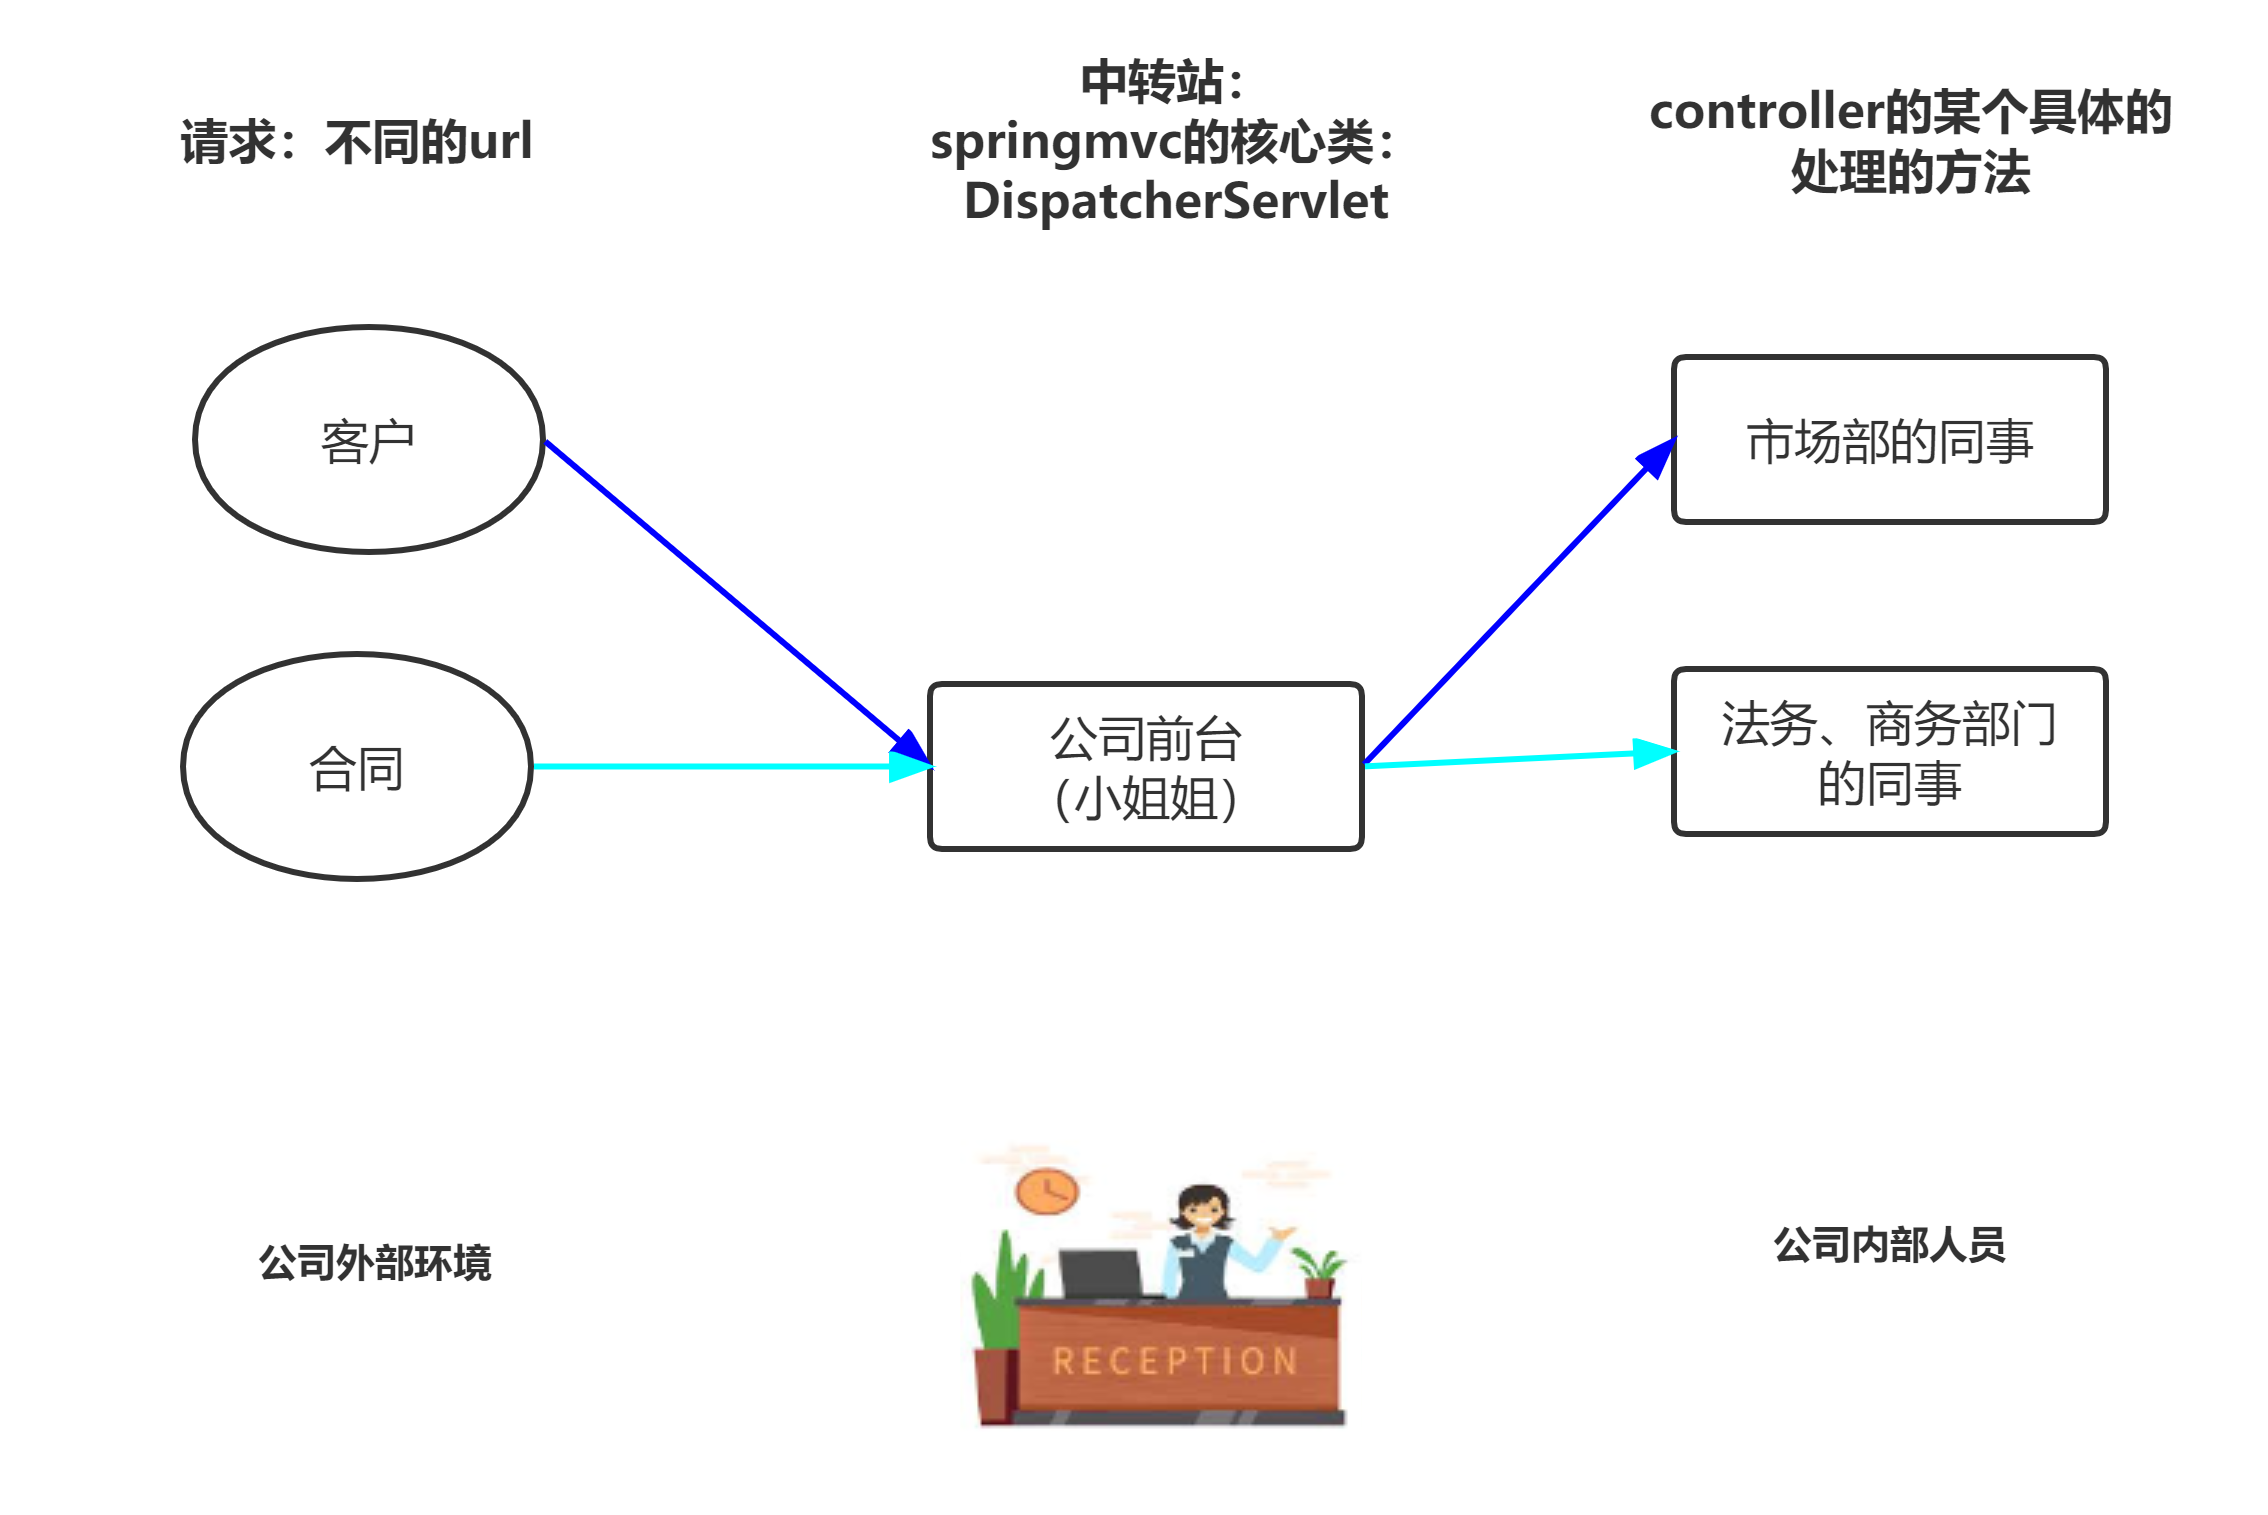 请求：不同的url
中转站：
springmvc的核心类：
DispatcherServlet
controller的某个具体的
处理的方法
客户
市场部的同事
合同
公司前台
（小姐姐）
法务、商务部门
的同事
公司外部环境
RECEPTION
公司内部人员